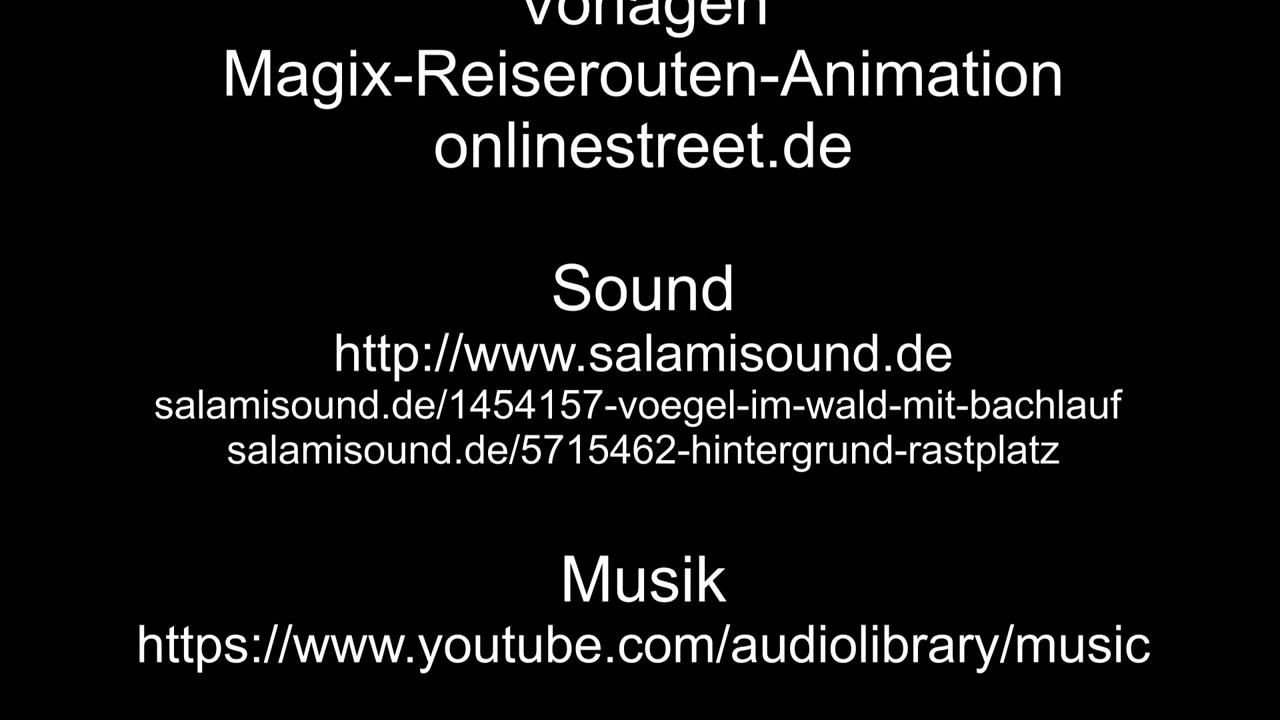 Vorlagen
Magix-Reiserouten-Animation
onlinestreet.de
Sound
http://www.salamisound.de
salamisound.de/1454157-voegel-im-wald-mit-bachlauf
salamisound.de/5715462-hintergrund-rastplatz
Musik
https://www.youtube.com/audiolibrary/music